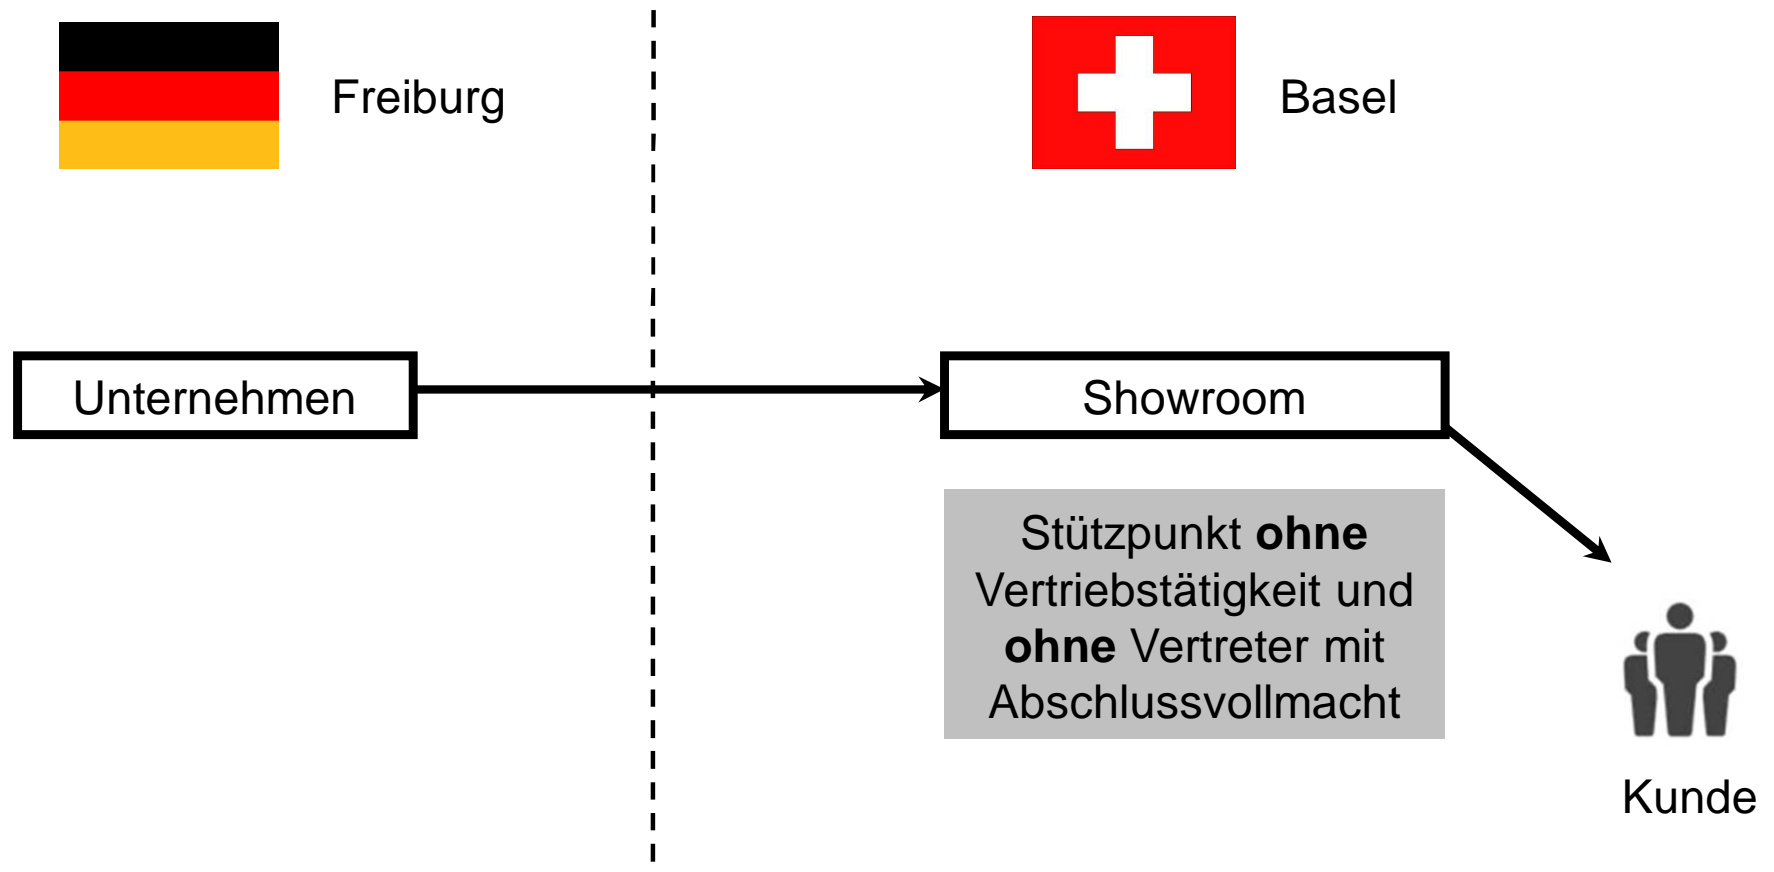 Freiburg
Basel
Unternehmen
Showroom
Stützpunkt ohne
Vertriebstätigkeit und
ohne Vertreter mit
Abschlussvollmacht
Kunde